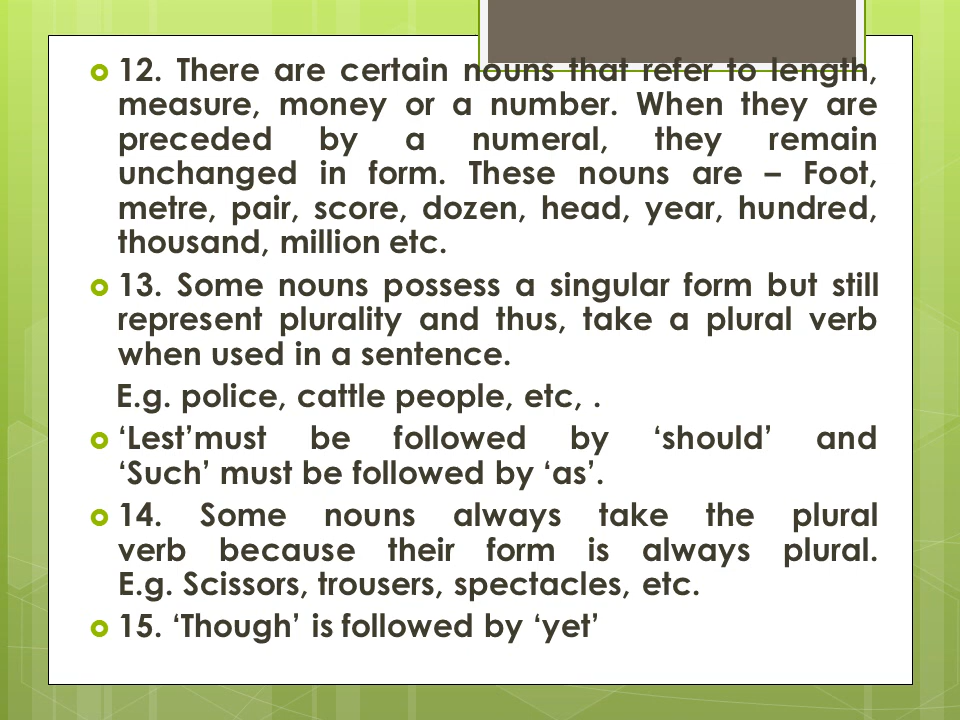 12. There are certain nouns that refer to length,
measure, money or a number. When they are
preceded by a numeral, they remain
unchanged in form. These nouns are – Foot,
metre, pair, score, dozen, head, year, hundred,
thousand, million etc.
13. Some nouns possess a singular form but still
represent plurality and thus, take a plural verb
when used in a sentence.
E.g. police, cattle people, etc, .
‘Lest’must be followed by ‘should’ and
‘Such’ must be followed by ‘as’.
14. Some nouns always take the plural
verb because their form is always plural.
E.g. Scissors, trousers, spectacles, etc.
15. ‘Though’ is followed by ‘yet’